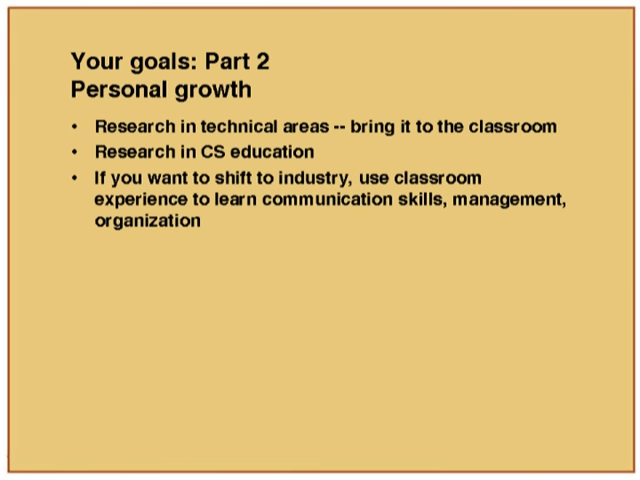 Your goals: Part 2
Personal growth
• Research in technical areas -- bring it to the classroom
• Research in CS education
• If you want to shift to industry, use classroom
experience to learn communication skills, management,
organization